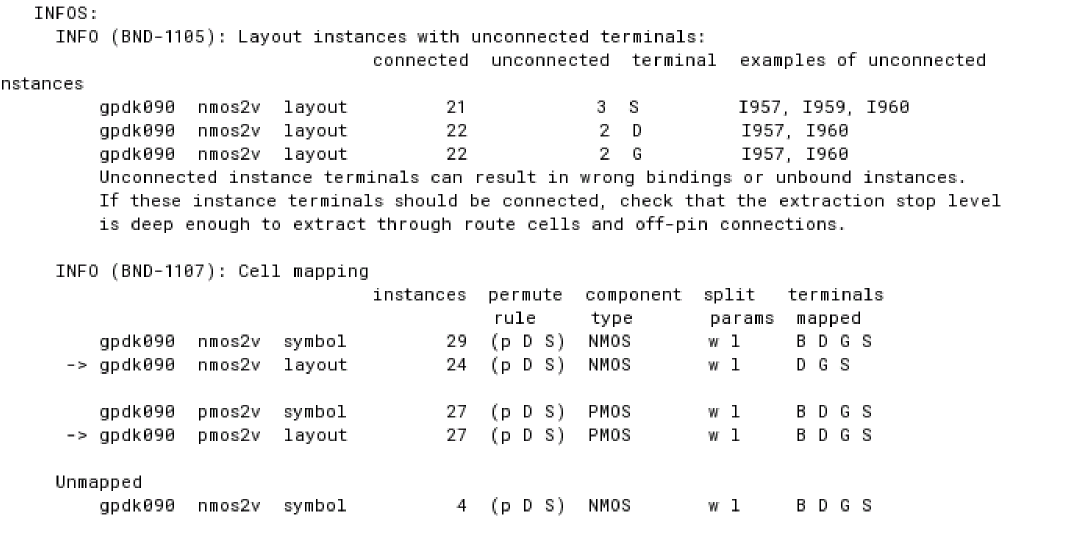 INFOS:
INFO (BND-1105): Layout instances with unconnected terminals:
connected unconnected terminal examples of unconnected
nstances
gpdk090 nmos2v layout 21 3 S I957, I959, I960
gpdk090 nmos2v layout 22 2 D I957, I960
gpdk090 nmos2v layout 22 2 G I957, I960
Unconnected instance terminals can result in wrong bindings or unbound instances.
If these instance terminals should be connected, check that the extraction stop level
is deep enough to extract through route cells and off-pin connections.
INFO (BND-1107): Cell mapping
instances permute component split terminals
rule type params mapped
gpdk090 nmos2v symbol 29 (p D S) NMOS w l B D G S
-> gpdk090 nmos2v layout 24 (p D S) NMOS w l D G S
gpdk090 pmos2v symbol 27 (p D S) PMOS w l B D G S
-> gpdk090 pmos2v layout 27 (p D S) PMOS w l B D G S
Unmapped
gpdk090 nmos2v symbol 4 (p D S) NMOS w l B D G S